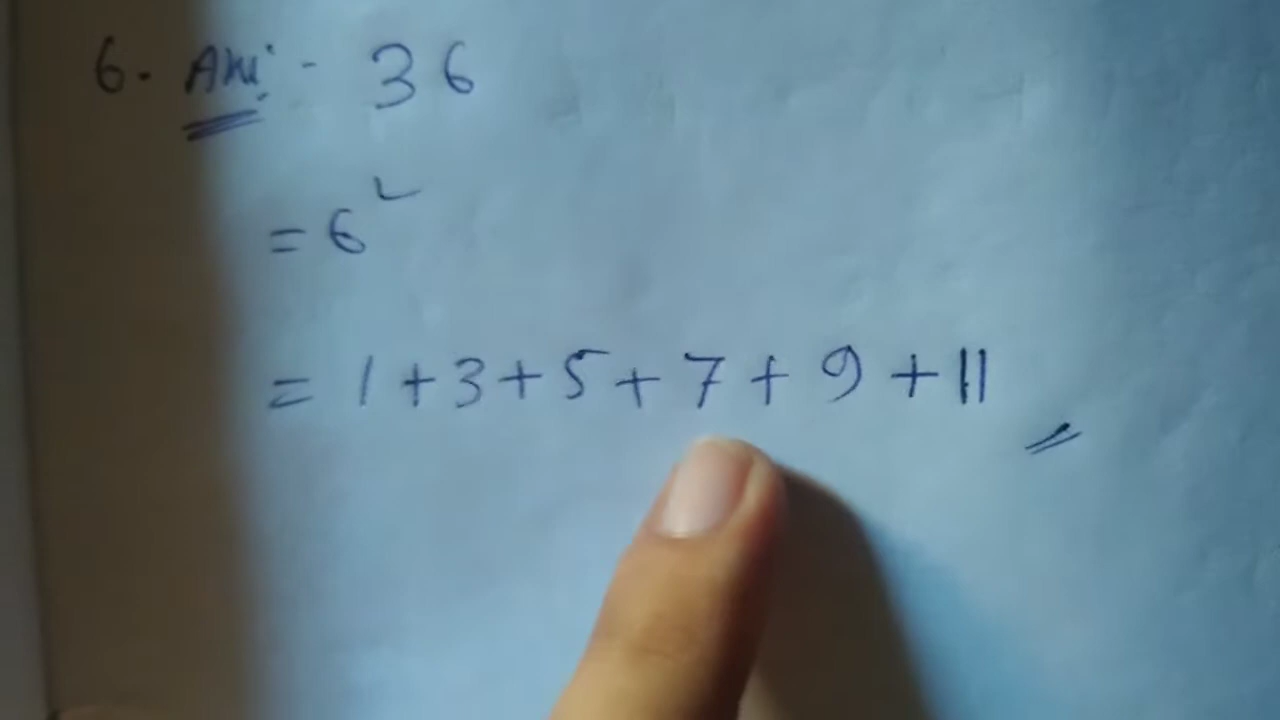 6. Ans:- 36
= 6²
= 1+3+5+7+9+11